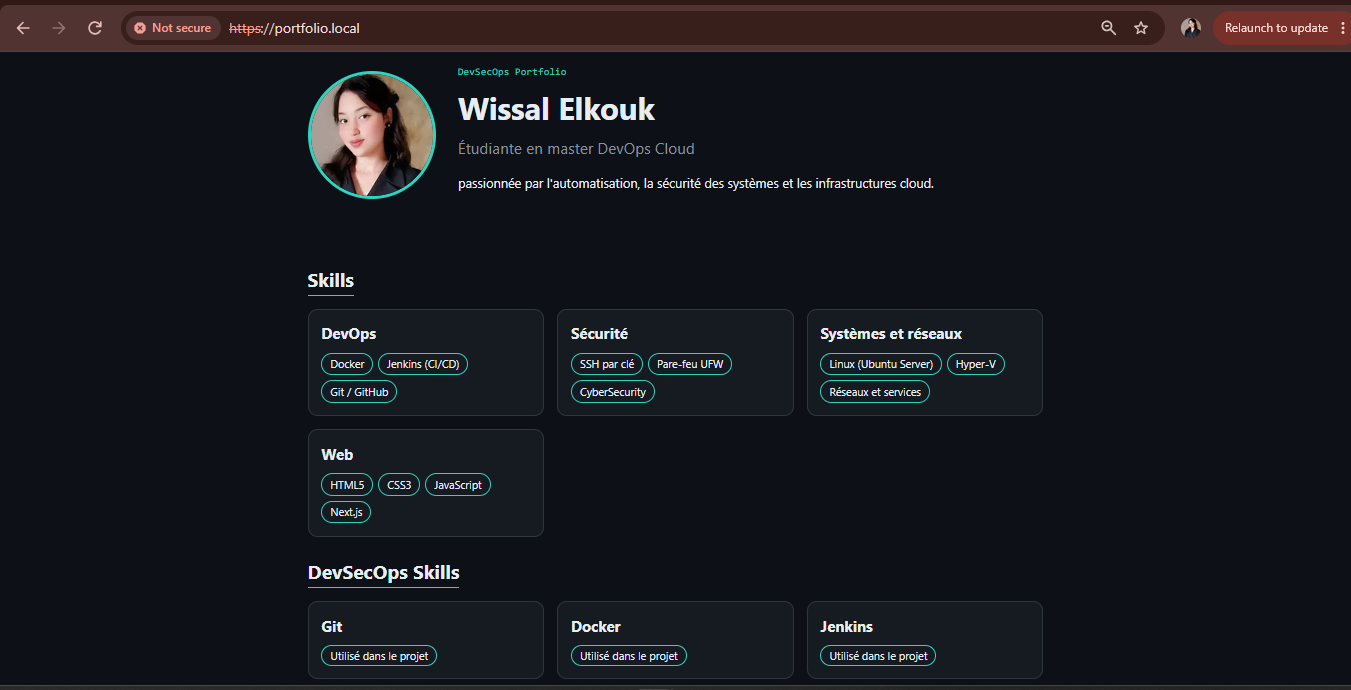 Not secure
https://portfolio.local
Relaunch to update
DevSecOps Portfolio
Wissal Elkouk
Étudiante en master DevOps Cloud
passionnée par l'automatisation, la sécurité des systèmes et les infrastructures cloud.
Skills
DevOps
Docker
Jenkins (CI/CD)
Git / GitHub
Sécurité
SSH par clé
Pare-feu UFW
CyberSecurity
Systèmes et réseaux
Linux (Ubuntu Server)
Hyper-V
Réseaux et services
Web
HTML5
CSS3
JavaScript
Next.js
DevSecOps Skills
Git
Utilisé dans le projet
Docker
Utilisé dans le projet
Jenkins
Utilisé dans le projet